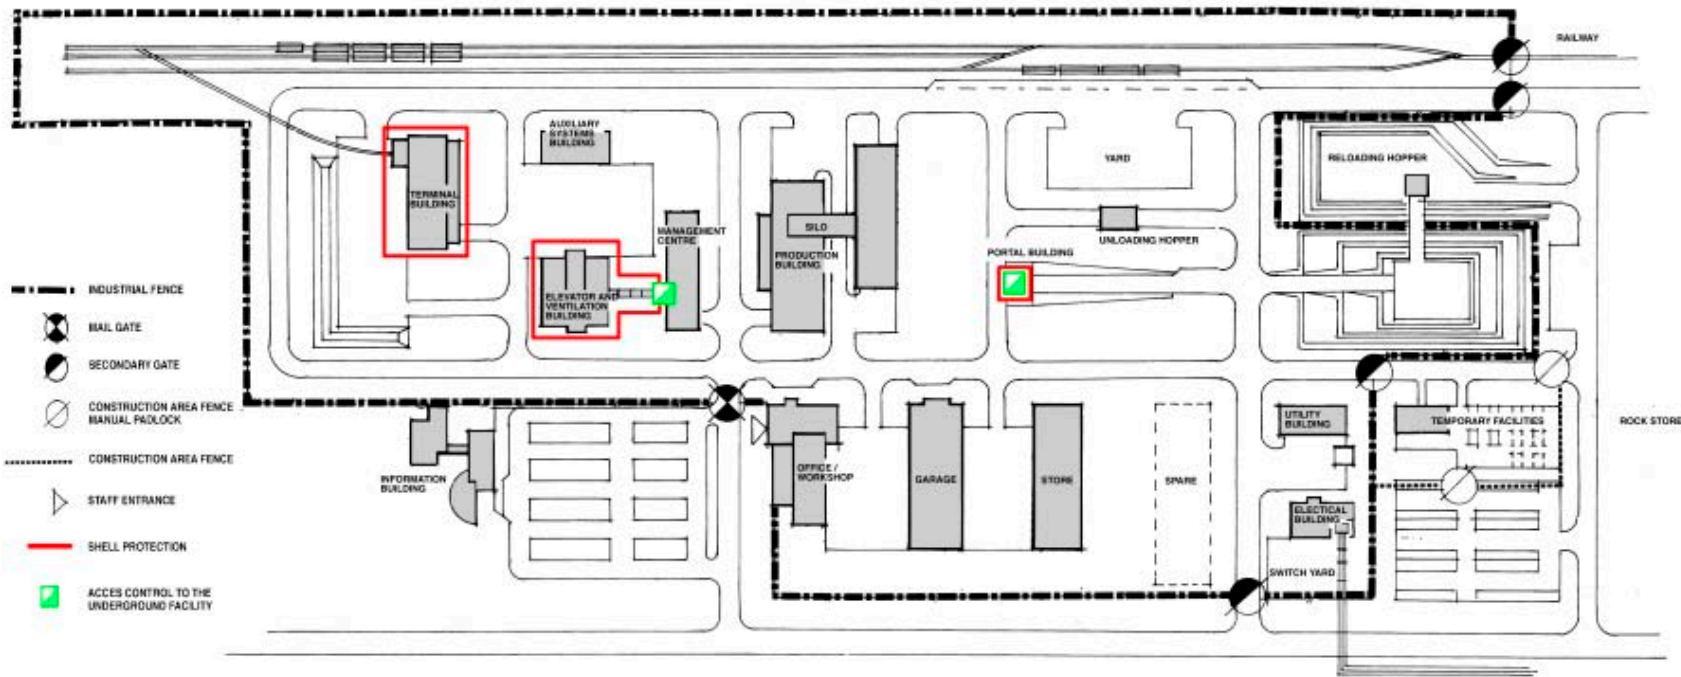 RAILWAY
AUXILIARY
SYSTEMS
BUILDING
YARD
RELOADING HOPPER
TERMINAL
BUILDING
MANAGEMENT
CENTRE
SILO
UNLOADING HOPPER
PRODUCTION
BUILDING
PORTAL BUILDING
ELEVATOR AND
VENTILATION
BUILDING
INDUSTRIAL FENCE
MAIL GATE
SECONDARY GATE
CONSTRUCTION AREA FENCE
MANUAL PADLOCK
CONSTRUCTION AREA FENCE
STAFF ENTRANCE
SHELL PROTECTION
ACCES CONTROL TO THE
UNDERGROUND FACILITY
INFORMATION
BUILDING
OFFICE /
WORKSHOP
GARAGE
STORE
SPARE
UTILITY
BUILDING
TEMPORARY FACILITIES
ROCK STORE
ELECTICAL
BUILDING
SWITCH YARD